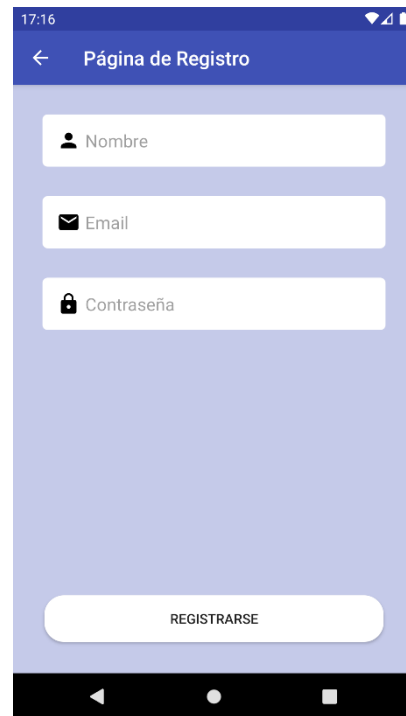 17:16
Página de Registro
Nombre
Email
Contraseña
REGISTRARSE